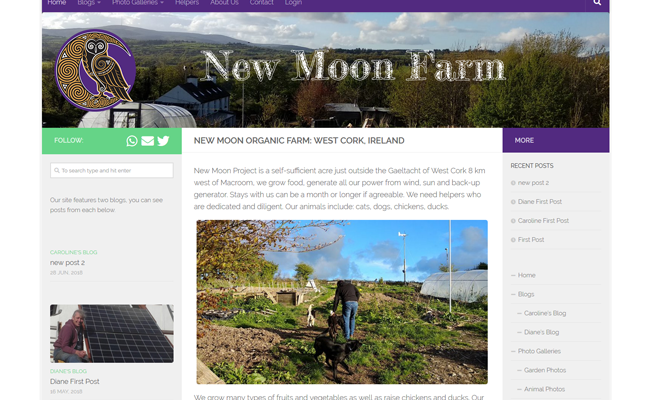 Home Blogs Photo Galleries Helpers About Us Contact Login
New Moon Farm
FOLLOW:
To search type and hit enter
Our site features two blogs, you can see
posts from each below.
CAROLINE'S BLOG
new post 2
28 JUN, 2018
DIANE'S BLOG
Diane First Post
16 MAY, 2018
NEW MOON ORGANIC FARM: WEST CORK, IRELAND
New Moon Project is a self-sufficient acre just outside the Gaeltacht of West Cork 8 km
west of Macroom, we grow food, generate all our power from wind, sun and back-up
generator. Stays with us can be a month or longer if agreeable. We need helpers who
are dedicated and diligent. Our animals include: cats, dogs, chickens, ducks.
We grow many types of fruits and vegetables as well as raise chickens and ducks. Our
MORE
RECENT POSTS
new post 2
Diane First Post
Caroline First Post
First Post
Home
Blogs
Caroline's Blog
Diane's Blog
Photo Galleries
Garden Photos
Animal Photos